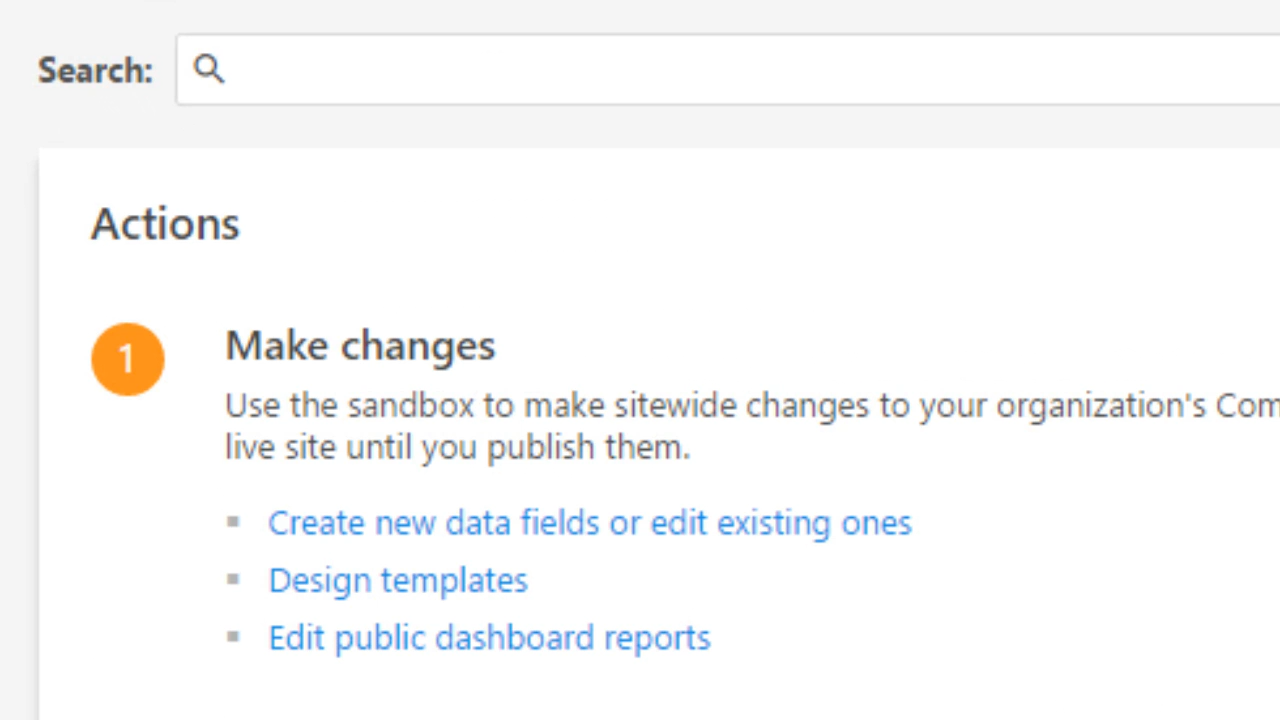 Search:
Actions
1
Make changes
Use the sandbox to make sitewide changes to your organization's
live site until you publish them.
Create new data fields or edit existing ones
Design templates
Edit public dashboard reports